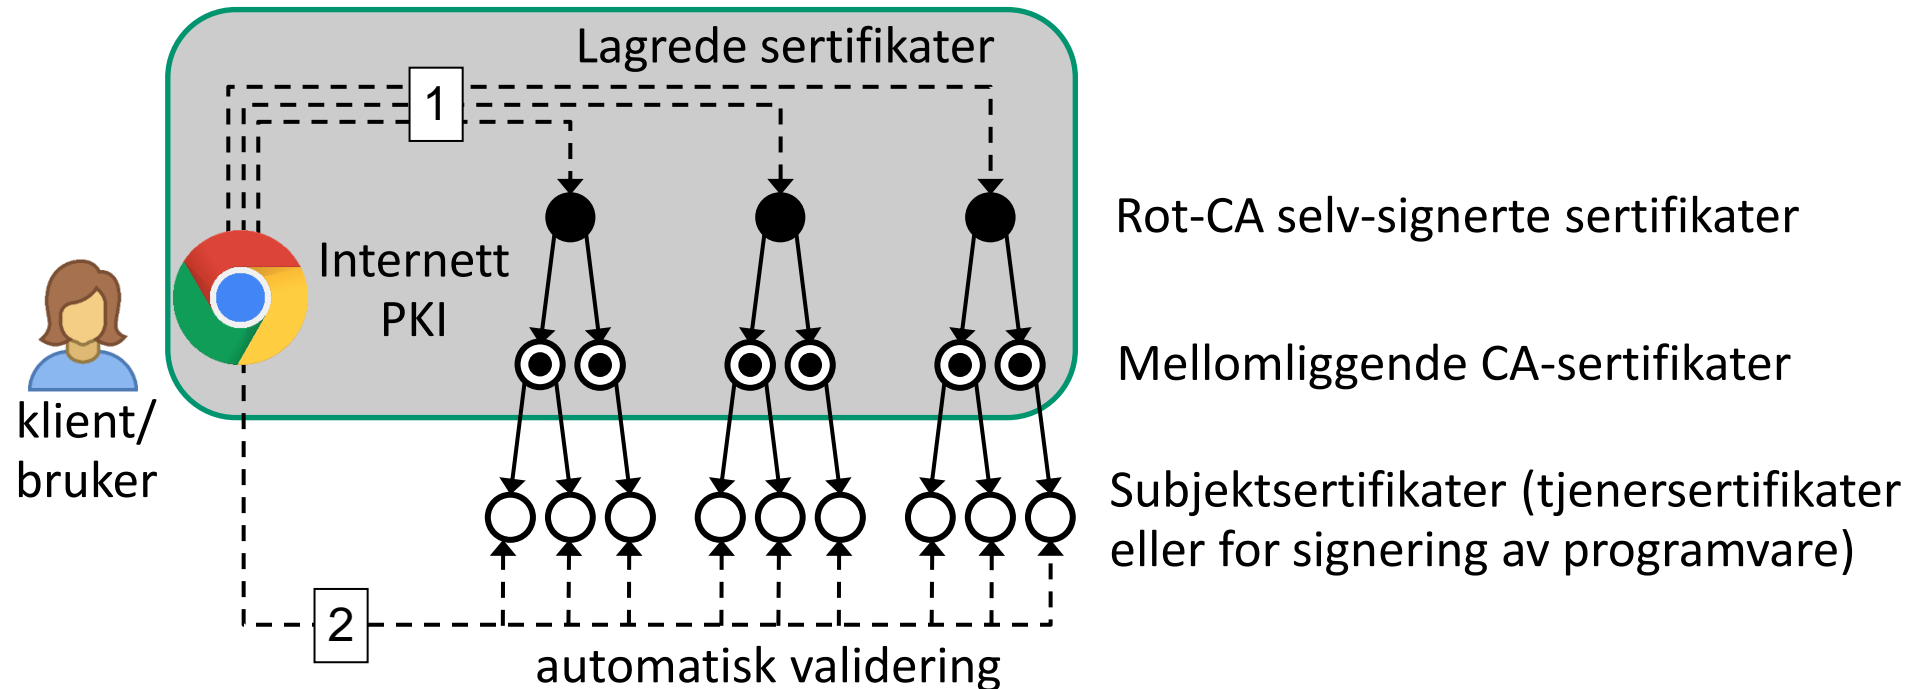 Lagrede sertifikater
1
Internett
PKI
klient/
bruker
Rot-CA selv-signerte sertifikater
Mellomliggende CA-sertifikater
Subjektsertifikater (tjenersertifikater
eller for signering av programvare)
2
automatisk validering